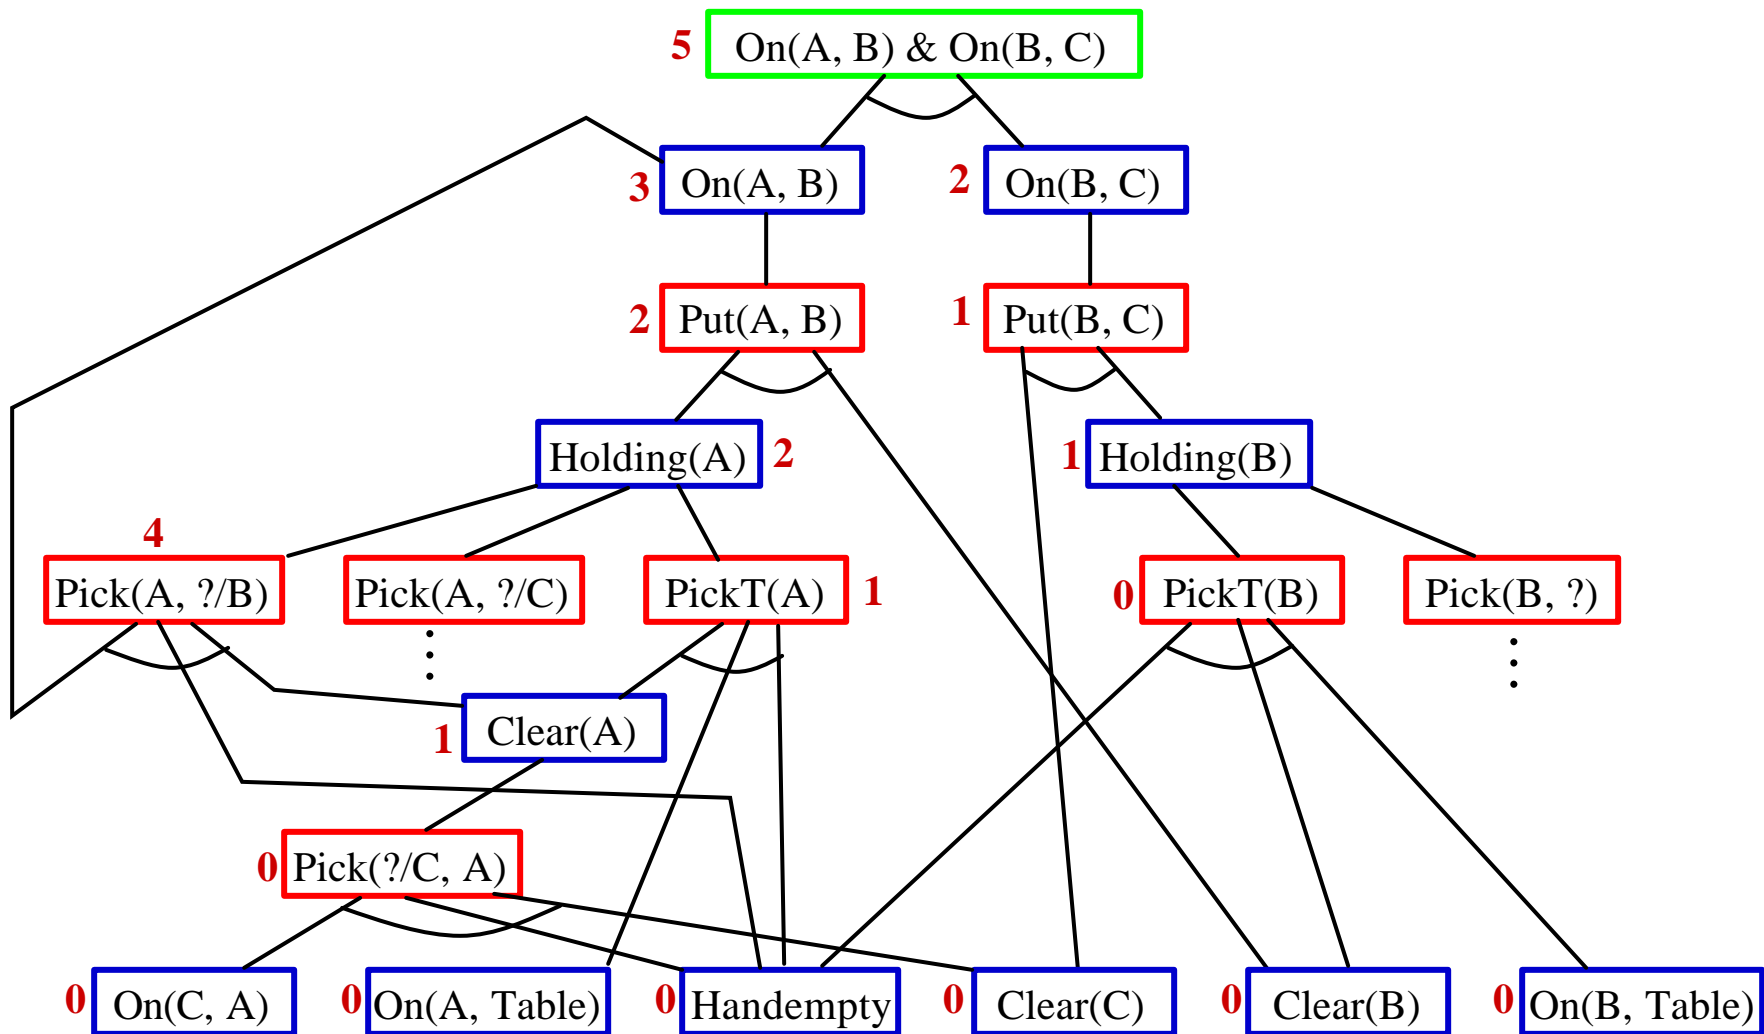 5 On(A, B) & On(B, C)
3 On(A, B)
2 On(B, C)
2 Put(A, B)
1 Put(B, C)
Holding(A) 2
1 Holding(B)
4
Pick(A, ?/B)
Pick(A, ?/C)
PickT(A) 1
0 PickT(B)
Pick(B, ?)
1 Clear(A)
0 Pick(?/C, A)
0 On(C, A)
0 On(A, Table)
0 Handempty
0 Clear(C)
0 Clear(B)
0 On(B, Table)